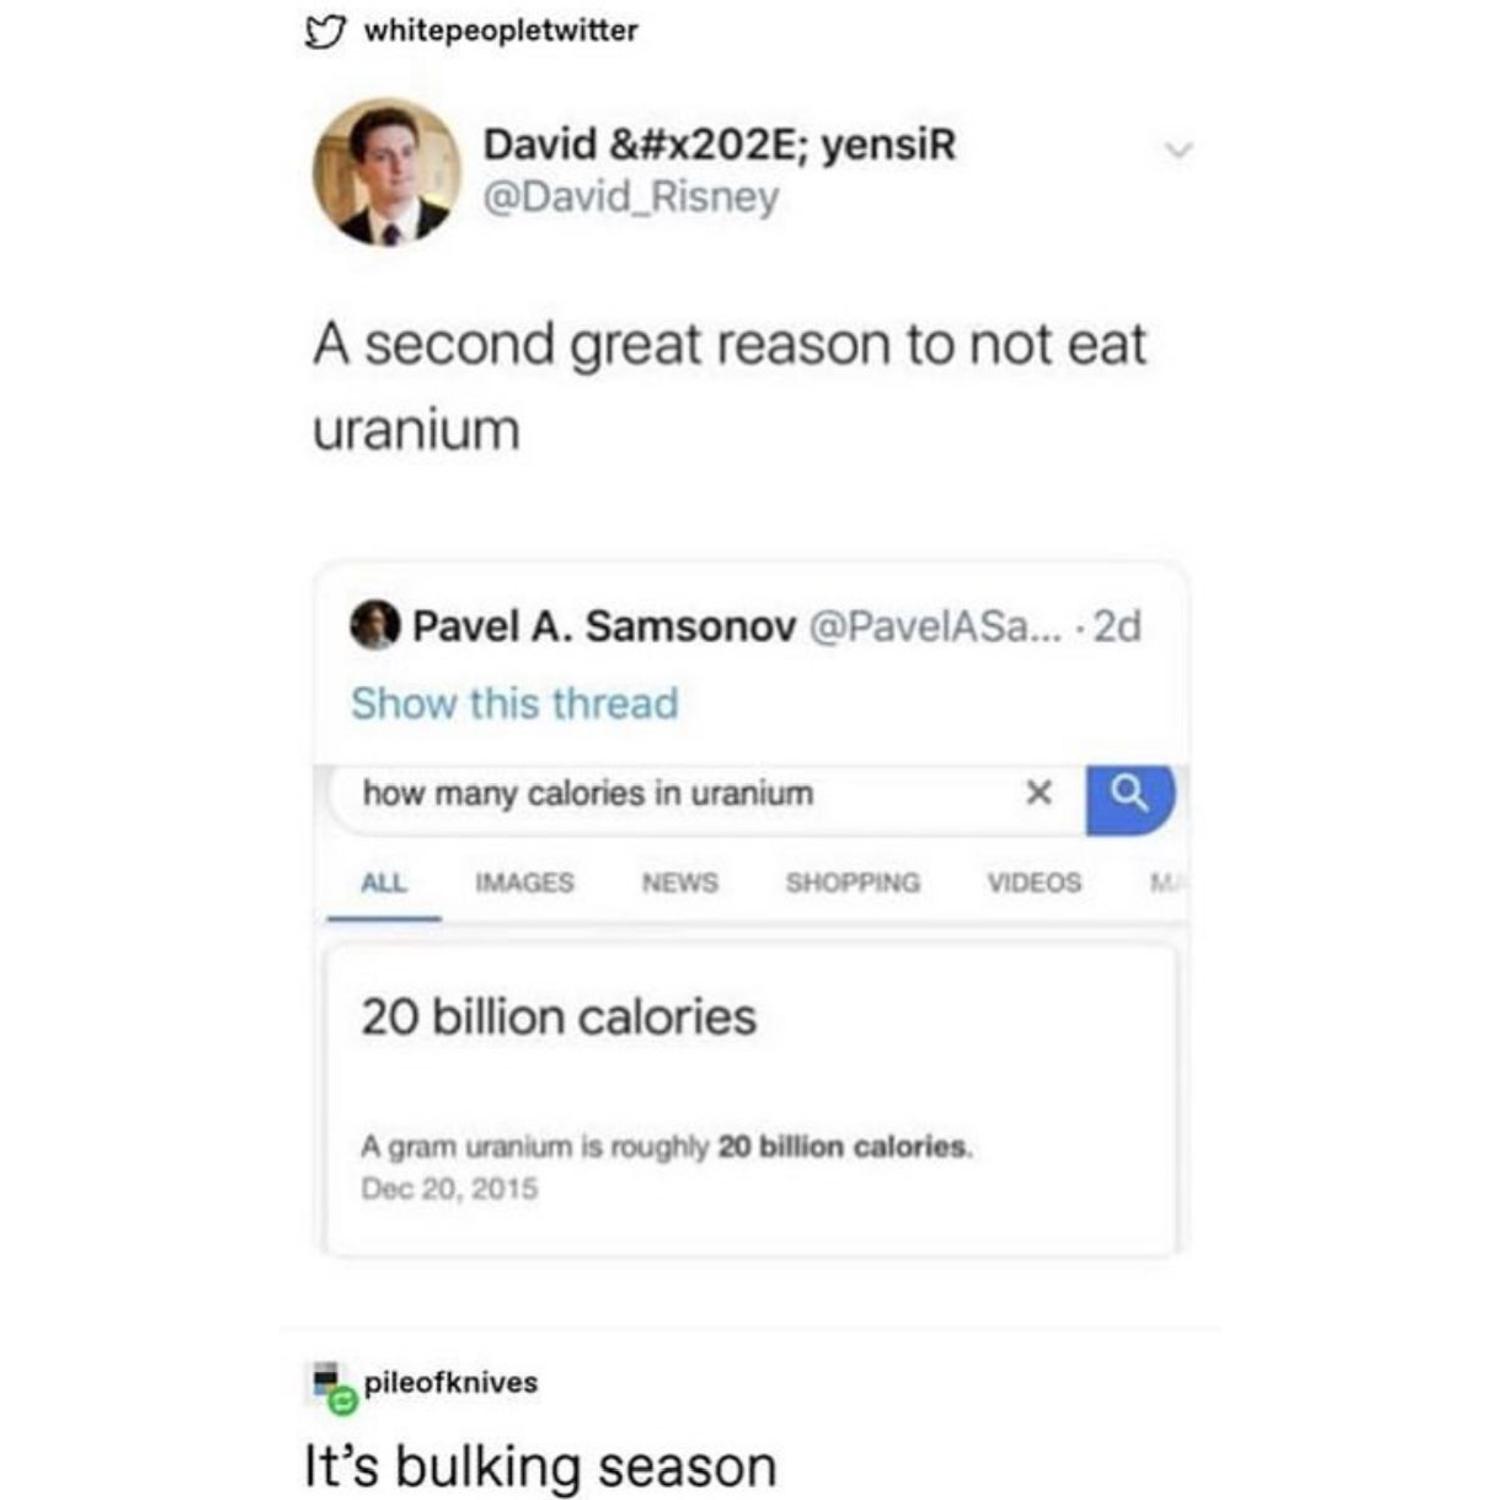 whitepeopletwitter
David &#x202E; yensiR
@David_Risney
A second great reason to not eat
uranium
Pavel A. Samsonov @PavelASa... · 2d
Show this thread
how many calories in uranium
ALL IMAGES NEWS SHOPPING VIDEOS MA
20 billion calories
A gram uranium is roughly 20 billion calories.
Dec 20, 2015
pileofknives
It's bulking season